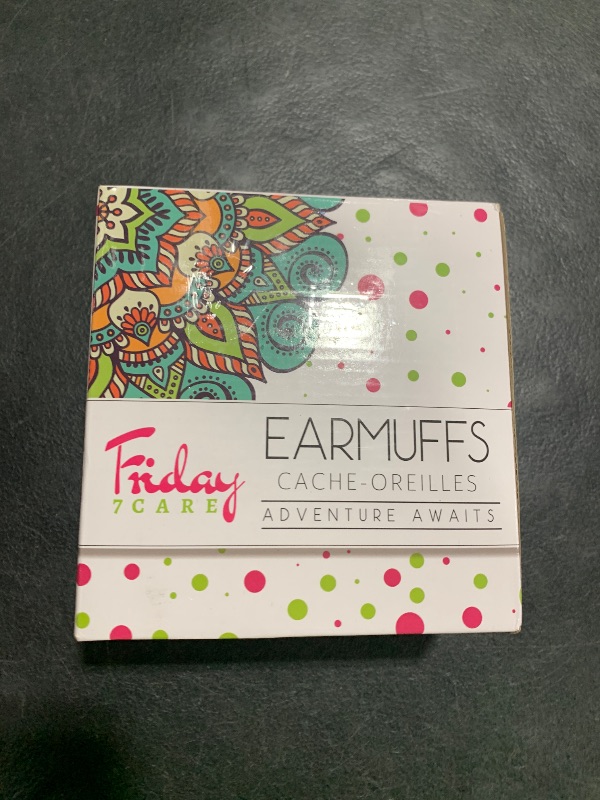 Friday
7CARE
EARMUFFS
CACHE-OREILLES
ADVENTURE AWAITS